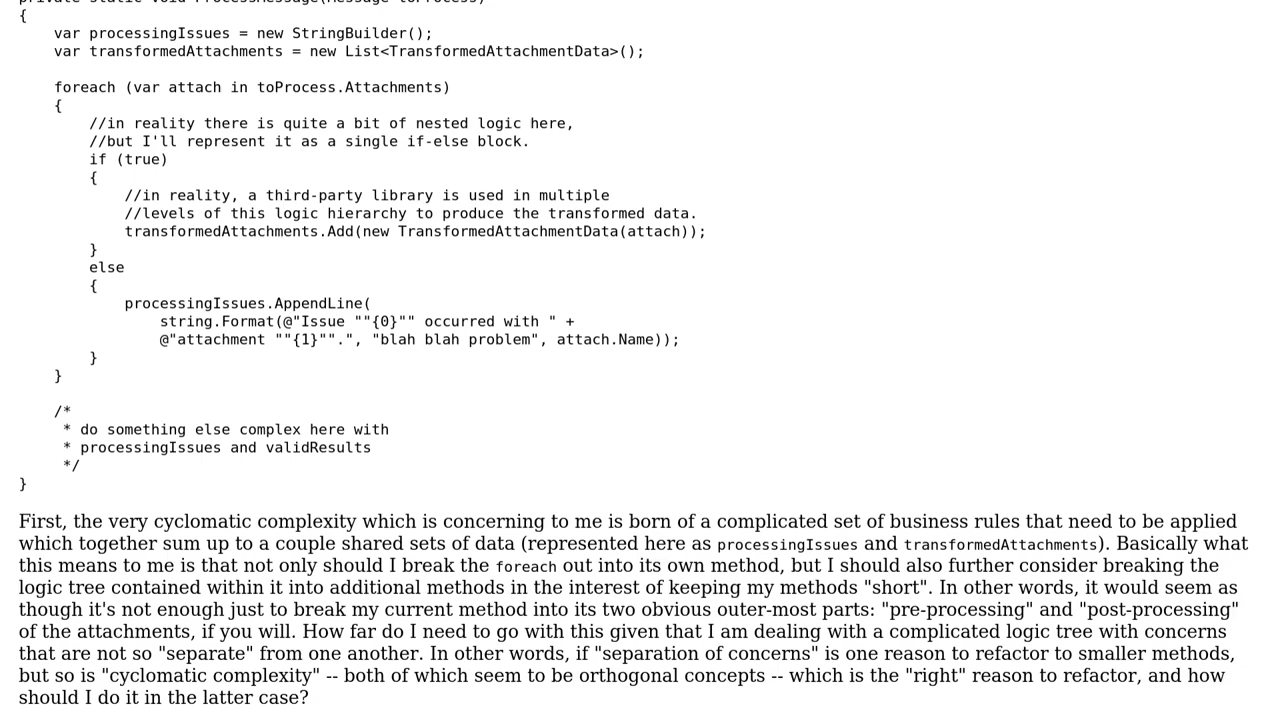 private static void ProcessMessage(Message toProcess)
{
    var processingIssues = new StringBuilder();
    var transformedAttachments = new List<TransformedAttachmentData>();

    foreach (var attach in toProcess.Attachments)
    {
        //in reality there is quite a bit of nested logic here,
        //but I'll represent it as a single if-else block.
        if (true)
        {
            //in reality, a third-party library is used in multiple
            //levels of this logic hierarchy to produce the transformed data.
            transformedAttachments.Add(new TransformedAttachmentData(attach));
        }
        else
        {
            processingIssues.AppendLine(
                string.Format(@"Issue ""{0}"" occurred with " +
                @"attachment ""{1}"".", "blah blah problem", attach.Name));
        }
    }

    /*
     * do something else complex here with
     * processingIssues and validResults
     */
}
First, the very cyclomatic complexity which is concerning to me is born of a complicated set of business rules that need to be applied
which together sum up to a couple shared sets of data (represented here as processingIssues and transformedAttachments). Basically what
this means to me is that not only should I break the foreach out into its own method, but I should also further consider breaking the
logic tree contained within it into additional methods in the interest of keeping my methods "short". In other words, it would seem as
though it's not enough just to break my current method into its two obvious outer-most parts: "pre-processing" and "post-processing"
of the attachments, if you will. How far do I need to go with this given that I am dealing with a complicated logic tree with concerns
that are not so "separate" from one another. In other words, if "separation of concerns" is one reason to refactor to smaller methods,
but so is "cyclomatic complexity" -- both of which seem to be orthogonal concepts -- which is the "right" reason to refactor, and how
should I do it in the latter case?